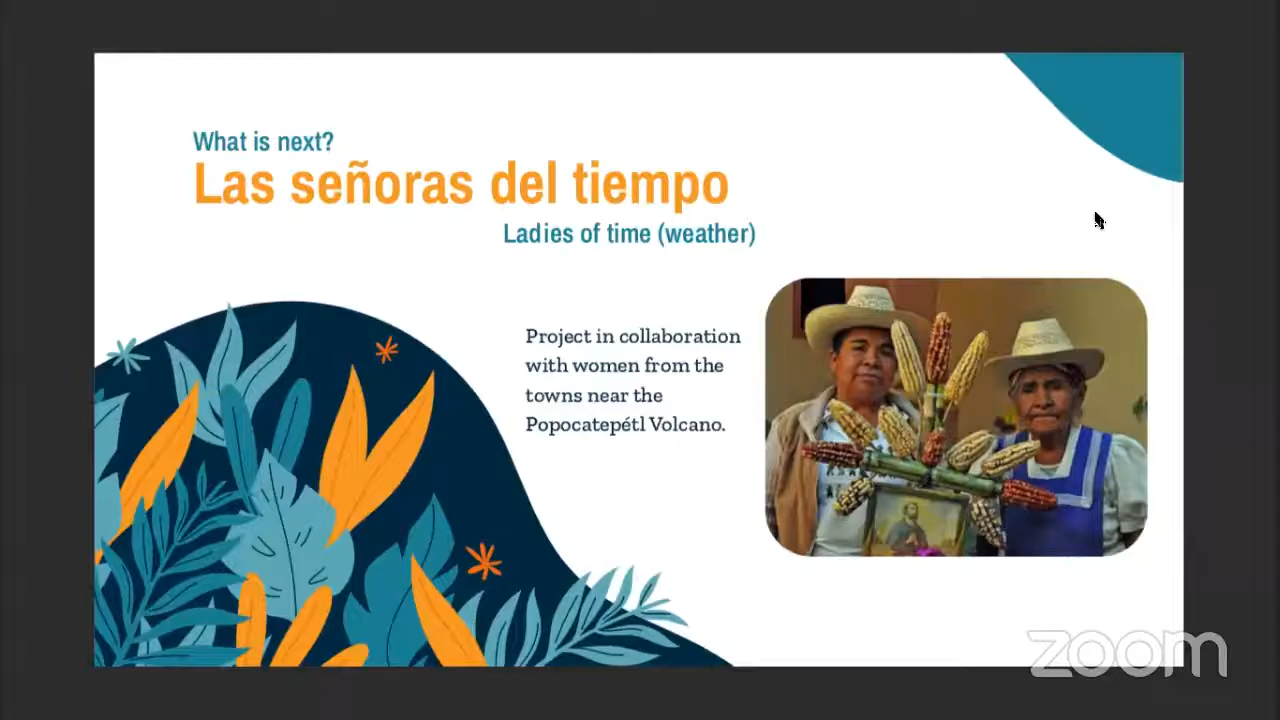 What is next?
Las señoras del tiempo
Ladies of time (weather)
Project in collaboration
with women from the
towns near the
Popocatepétl Volcano.
zoom